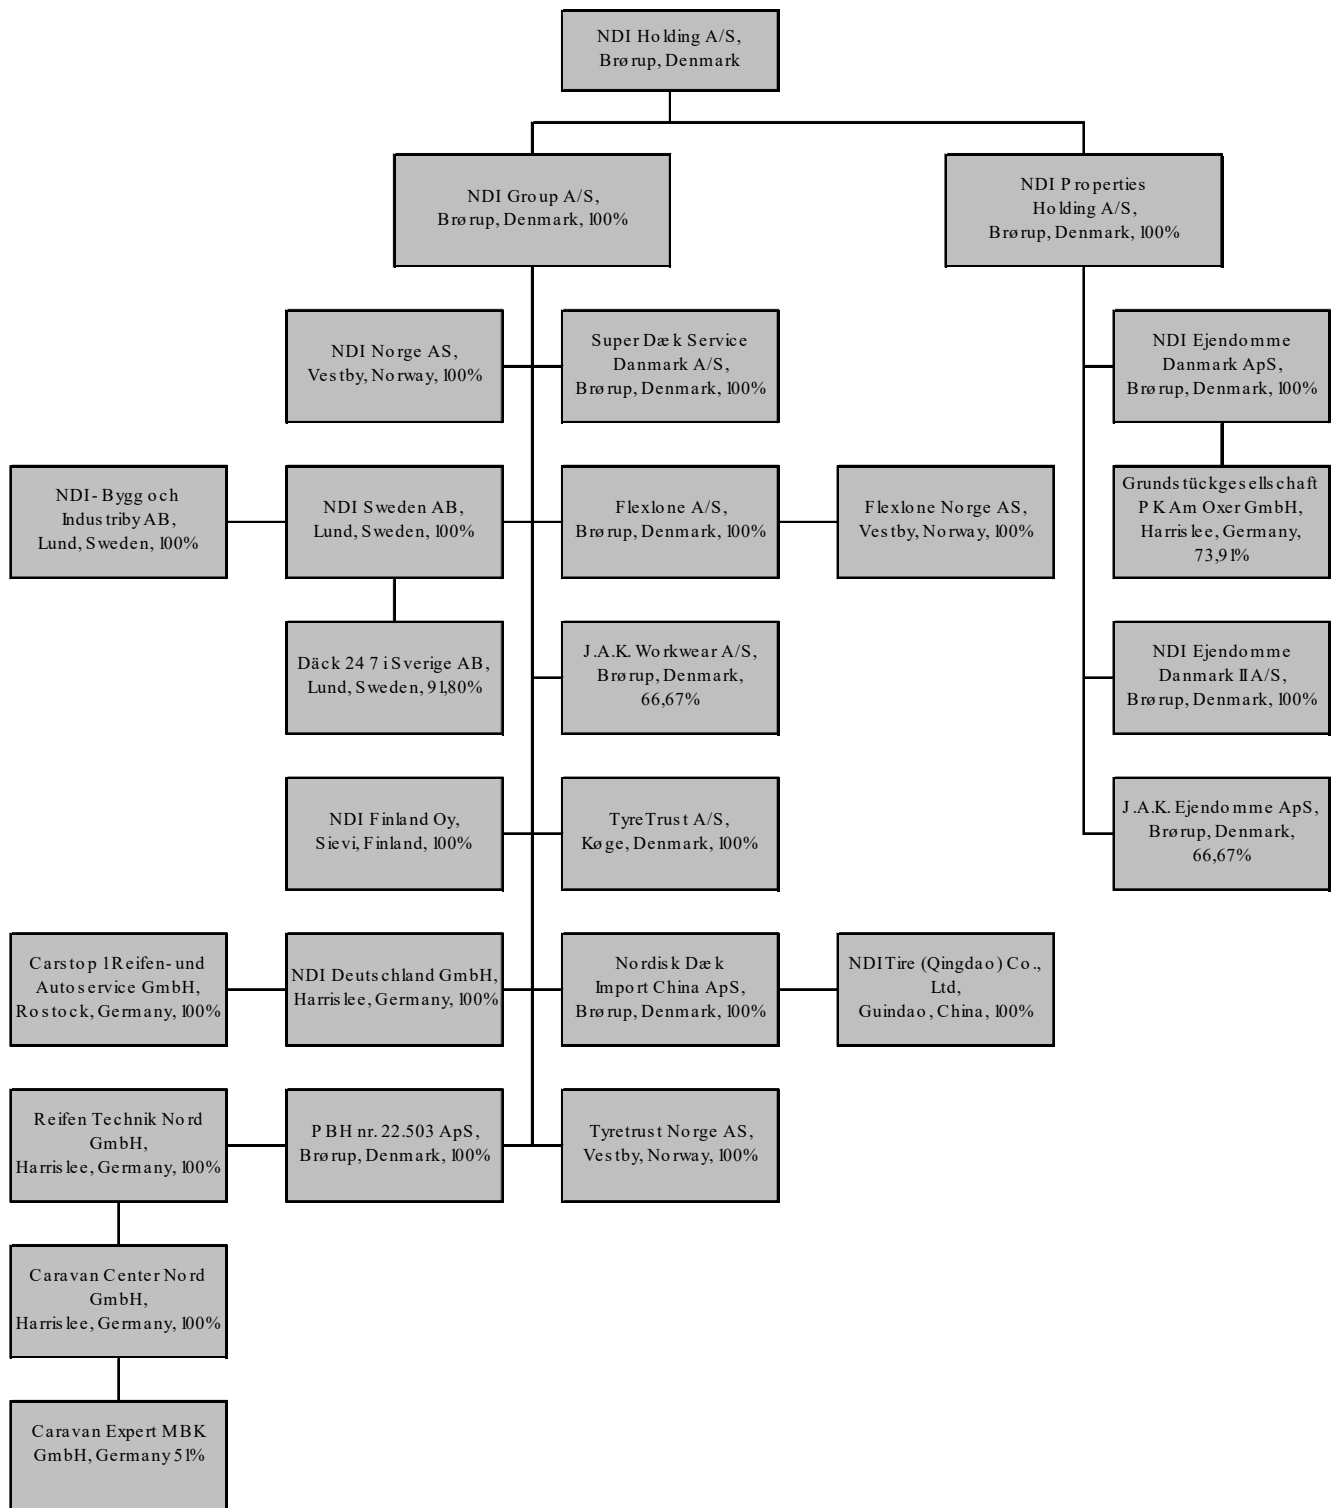 NDI Holding A/S,
Brørup, Denmark
NDI Group A/S,
Brørup, Denmark, 100%
NDI Properties
Holding A/S,
Brørup, Denmark, 100%
NDI Norge AS,
Vestby, Norway, 100%
Super Dæk Service
Danmark A/S,
Brørup, Denmark, 100%
NDI Ejendomme
Danmark ApS,
Brørup, Denmark, 100%
NDI- Bygg och
Industriby AB,
Lund, Sweden, 100%
NDI Sweden AB,
Lund, Sweden, 100%
Flexlone A/S,
Brørup, Denmark, 100%
Flexlone Norge AS,
Vestby, Norway, 100%
Grundstückgesellschaft
PK Am Oxer GmbH,
Harrislee, Germany,
73,91%
Däck 24 7 i Sverige AB,
Lund, Sweden, 91,80%
J.A.K. Workwear A/S,
Brørup, Denmark,
66,67%
NDI Ejendomme
Danmark II A/S,
Brørup, Denmark, 100%
NDI Finland Oy,
Sievi, Finland, 100%
TyreTrust A/S,
Køge, Denmark, 100%
J.A.K. Ejendomme ApS,
Brørup, Denmark,
66,67%
Carstop 1 Reifen- und
Autoservice GmbH,
Rostock, Germany, 100%
NDI Deutschland GmbH,
Harrislee, Germany, 100%
Nordisk Dæk
Import China ApS,
Brørup, Denmark, 100%
NDI Tire (Qingdao) Co.,
Ltd,
Guindao, China, 100%
Reifen Technik Nord
GmbH,
Harrislee, Germany, 100%
PBH nr. 22.503 ApS,
Brørup, Denmark, 100%
Tyretrust Norge AS,
Vestby, Norway, 100%
Caravan Center Nord
GmbH,
Harrislee, Germany, 100%
Caravan Expert MBK
GmbH, Germany 51%